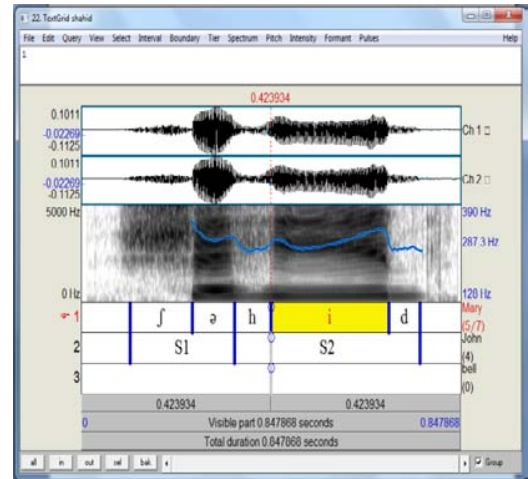 22. TextGrid shahid
File Edit Query View Select Interval Boundary Tier Spectrum Pitch Intensity Formant Pulses Help
1
0.423934
0.1011
-0.02269
-0.1125
Ch 1
0.1011
-0.02269
-0.1125
Ch 2
5000 Hz 390 Hz
287.3 Hz
0 Hz 120 Hz
1 ʃ ə h i d Mary
(5/7)
2 S1 S2 John
(4)
3 bell
(0)
0.423934 0.423934
0 Visible part 0.847868 seconds 0.847868
Total duration 0.847868 seconds
all in out sel bak Group